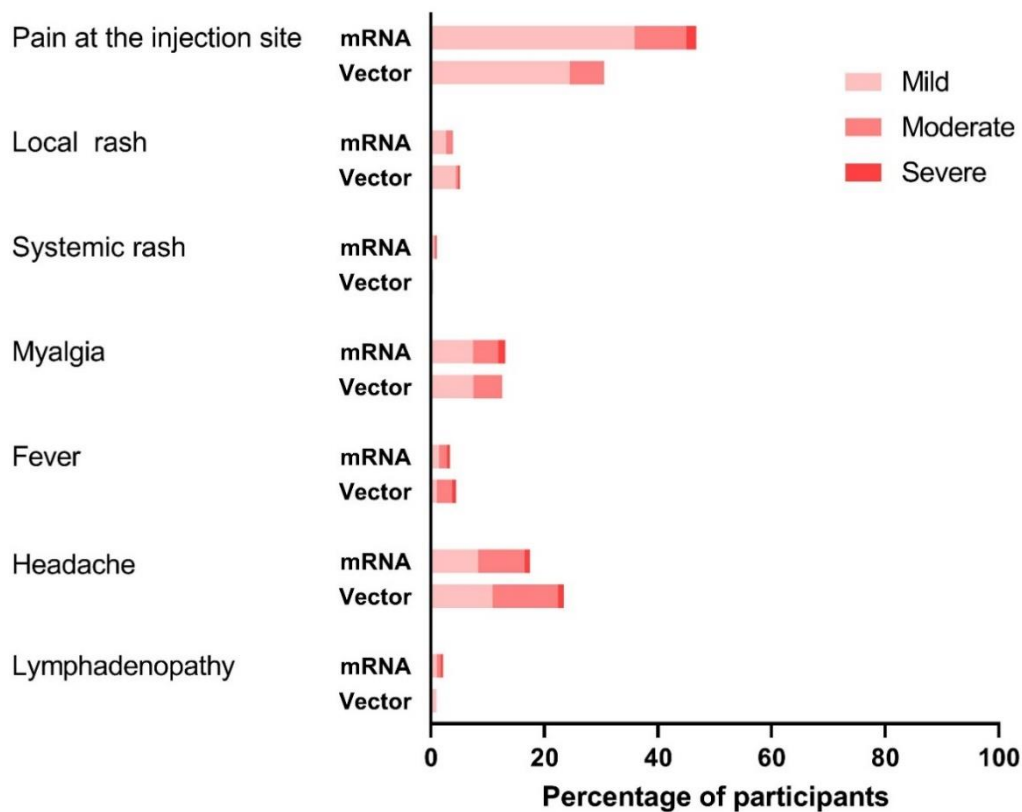 Pain at the injection site
mRNA
Vector
Mild
Moderate
Severe
Local rash
mRNA
Vector
Systemic rash
mRNA
Vector
Myalgia
mRNA
Vector
Fever
mRNA
Vector
Headache
mRNA
Vector
Lymphadenopathy
mRNA
Vector
0 20 40 60 80 100
Percentage of participants